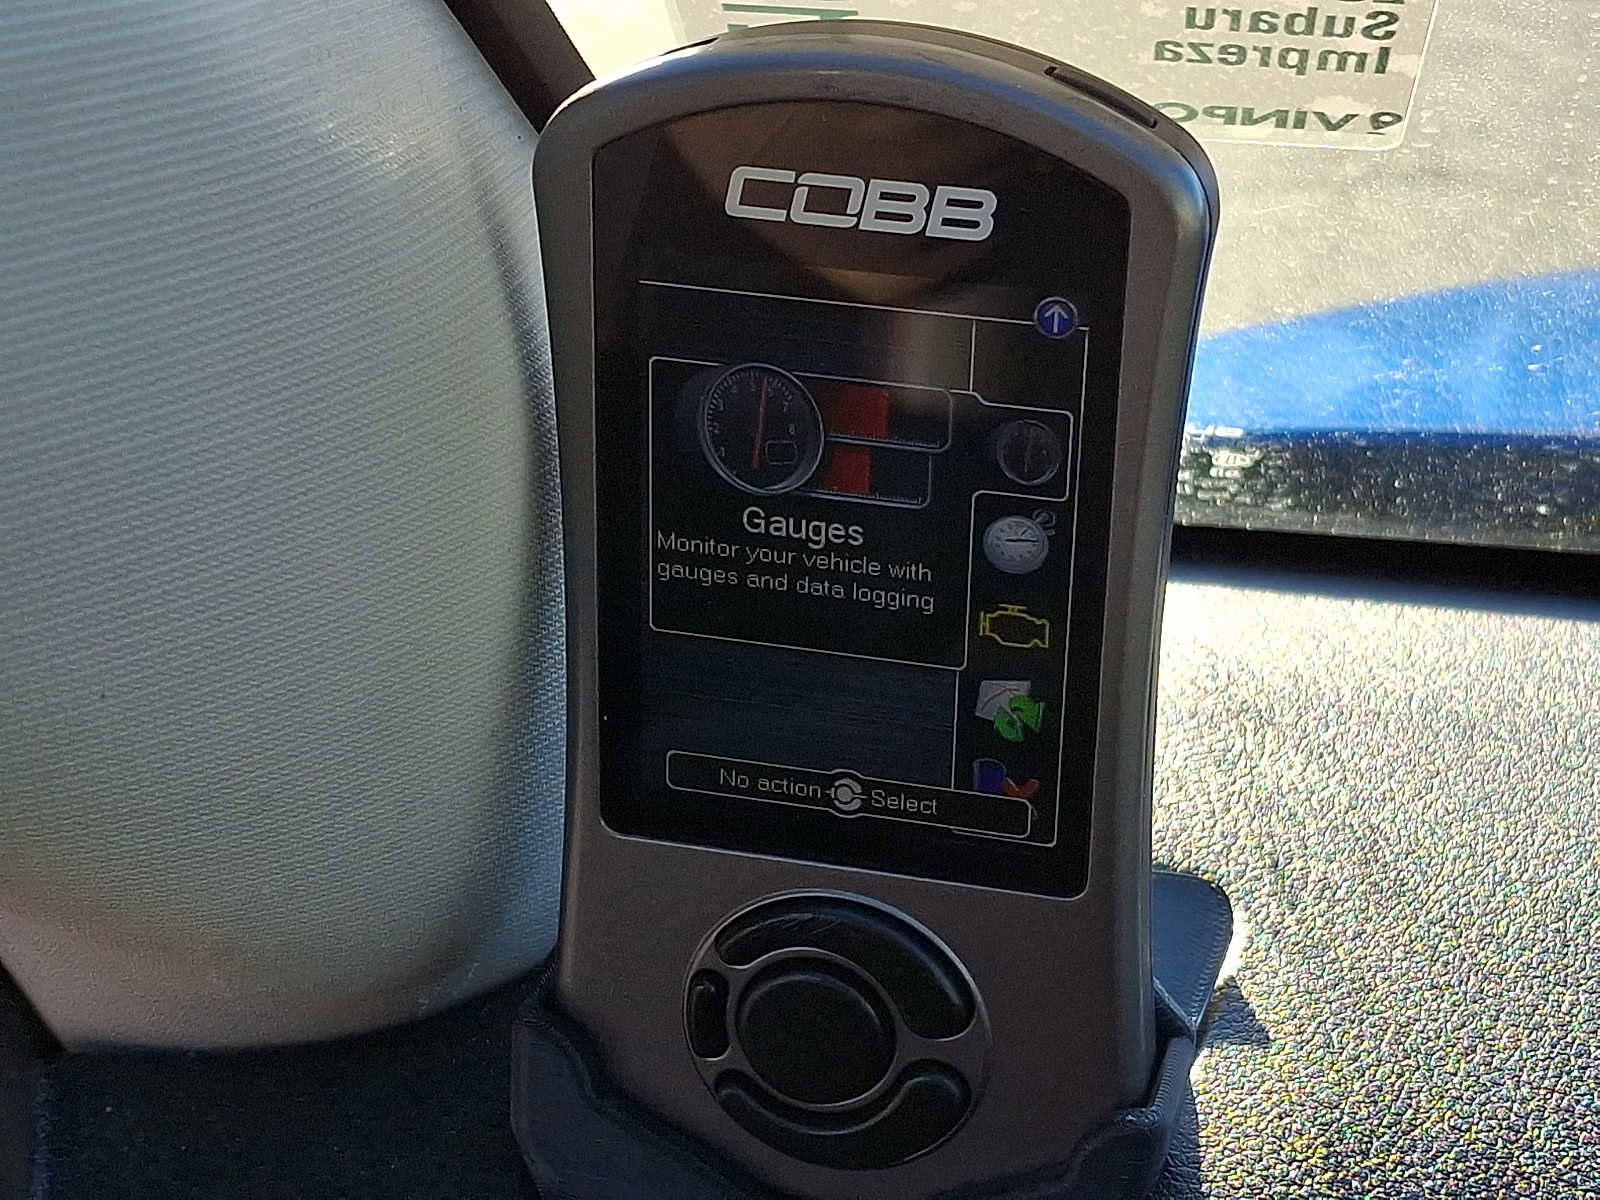 Subaru
Impreza
VINPO
COBB
Gauges
Monitor your vehicle with
gauges and data logging
No action
Select